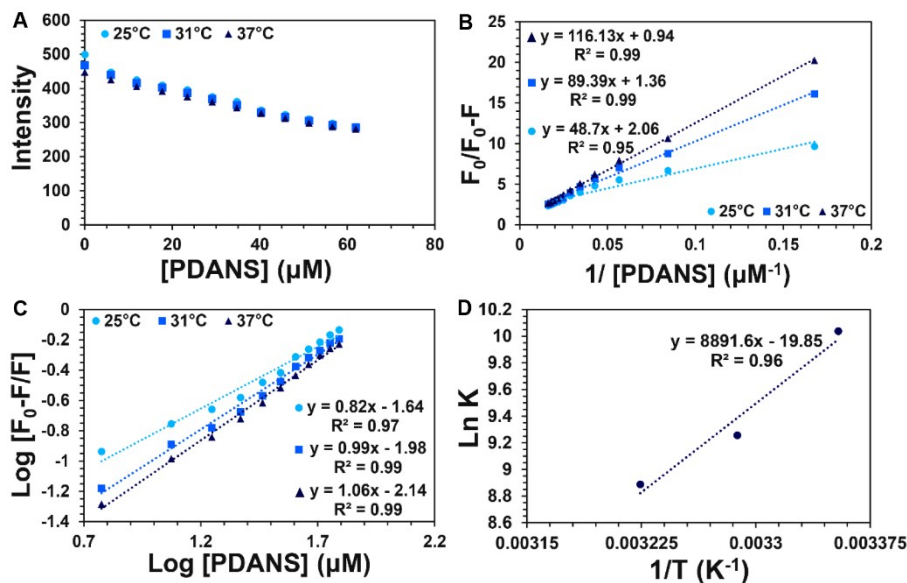 A
600
500
400
300
200
100
0
Intensity
25°C 31°C 37°C
0 20 40 60 80
[PDANS] (μM)
B
25
20
15
10
5
0
F0/F0-F
y = 116.13x + 0.94
R² = 0.99
y = 89.39x + 1.36
R² = 0.99
y = 48.7x + 2.06
R² = 0.95
25°C 31°C 37°C
0 0.05 0.1 0.15 0.2
1/ [PDANS] (μM-1)
C
-0
-0.2
-0.4
-0.6
-0.8
-1
-1.2
-1.4
Log [F0-F/F]
25°C 31°C 37°C
y = 0.82x - 1.64
R² = 0.97
y = 0.99x - 1.98
R² = 0.99
y = 1.06x - 2.14
R² = 0.99
0.7 1.2 1.7 2.2
Log [PDANS] (μM)
D
10.2
10
9.8
9.6
9.4
9.2
9
8.8
8.6
Ln K
y = 8891.6x - 19.85
R² = 0.96
0.00315 0.003225 0.0033 0.003375
1/T (K-1)